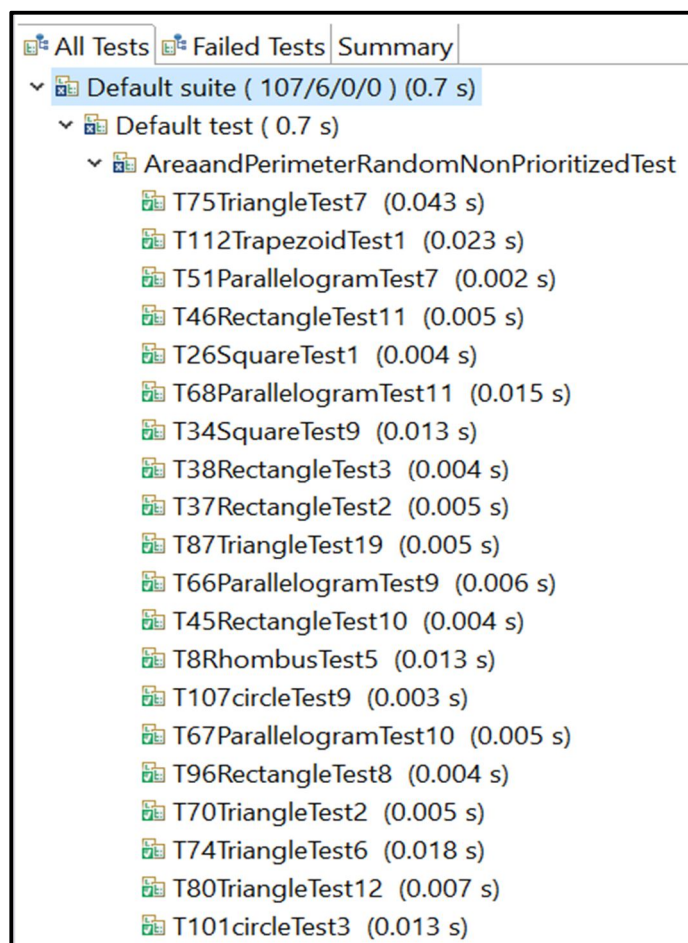 All Tests Failed Tests Summary
Default suite ( 107/6/0/0 ) (0.7 s)
Default test ( 0.7 s)
AreaandPerimeterRandomNonPrioritizedTest
T75TriangleTest7 (0.043 s)
T112TrapezoidTest1 (0.023 s)
T51ParallelogramTest7 (0.002 s)
T46RectangleTest11 (0.005 s)
T26SquareTest1 (0.004 s)
T68ParallelogramTest11 (0.015 s)
T34SquareTest9 (0.013 s)
T38RectangleTest3 (0.004 s)
T37RectangleTest2 (0.005 s)
T87TriangleTest19 (0.005 s)
T66ParallelogramTest9 (0.006 s)
T45RectangleTest10 (0.004 s)
T8RhombusTest5 (0.013 s)
T107circleTest9 (0.003 s)
T67ParallelogramTest10 (0.005 s)
T96RectangleTest8 (0.004 s)
T70TriangleTest2 (0.005 s)
T74TriangleTest6 (0.018 s)
T80TriangleTest12 (0.007 s)
T101circleTest3 (0.013 s)